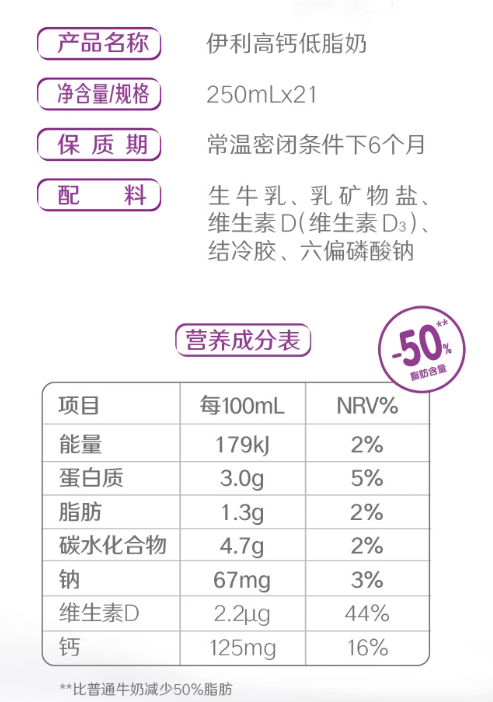 产品名称 伊利高钙低脂奶
净含量/规格 250mLx21
保质期 常温密闭条件下6个月
配料 生牛乳、乳矿物盐、
维生素D(维生素D₃)、
结冷胶、六偏磷酸钠
营养成分表
-50%**
脂肪含量
项目 每100mL NRV%
能量 179kJ 2%
蛋白质 3.0g 5%
脂肪 1.3g 2%
碳水化合物 4.7g 2%
钠 67mg 3%
维生素D 2.2μg 44%
钙 125mg 16%
**比普通牛奶减少50%脂肪